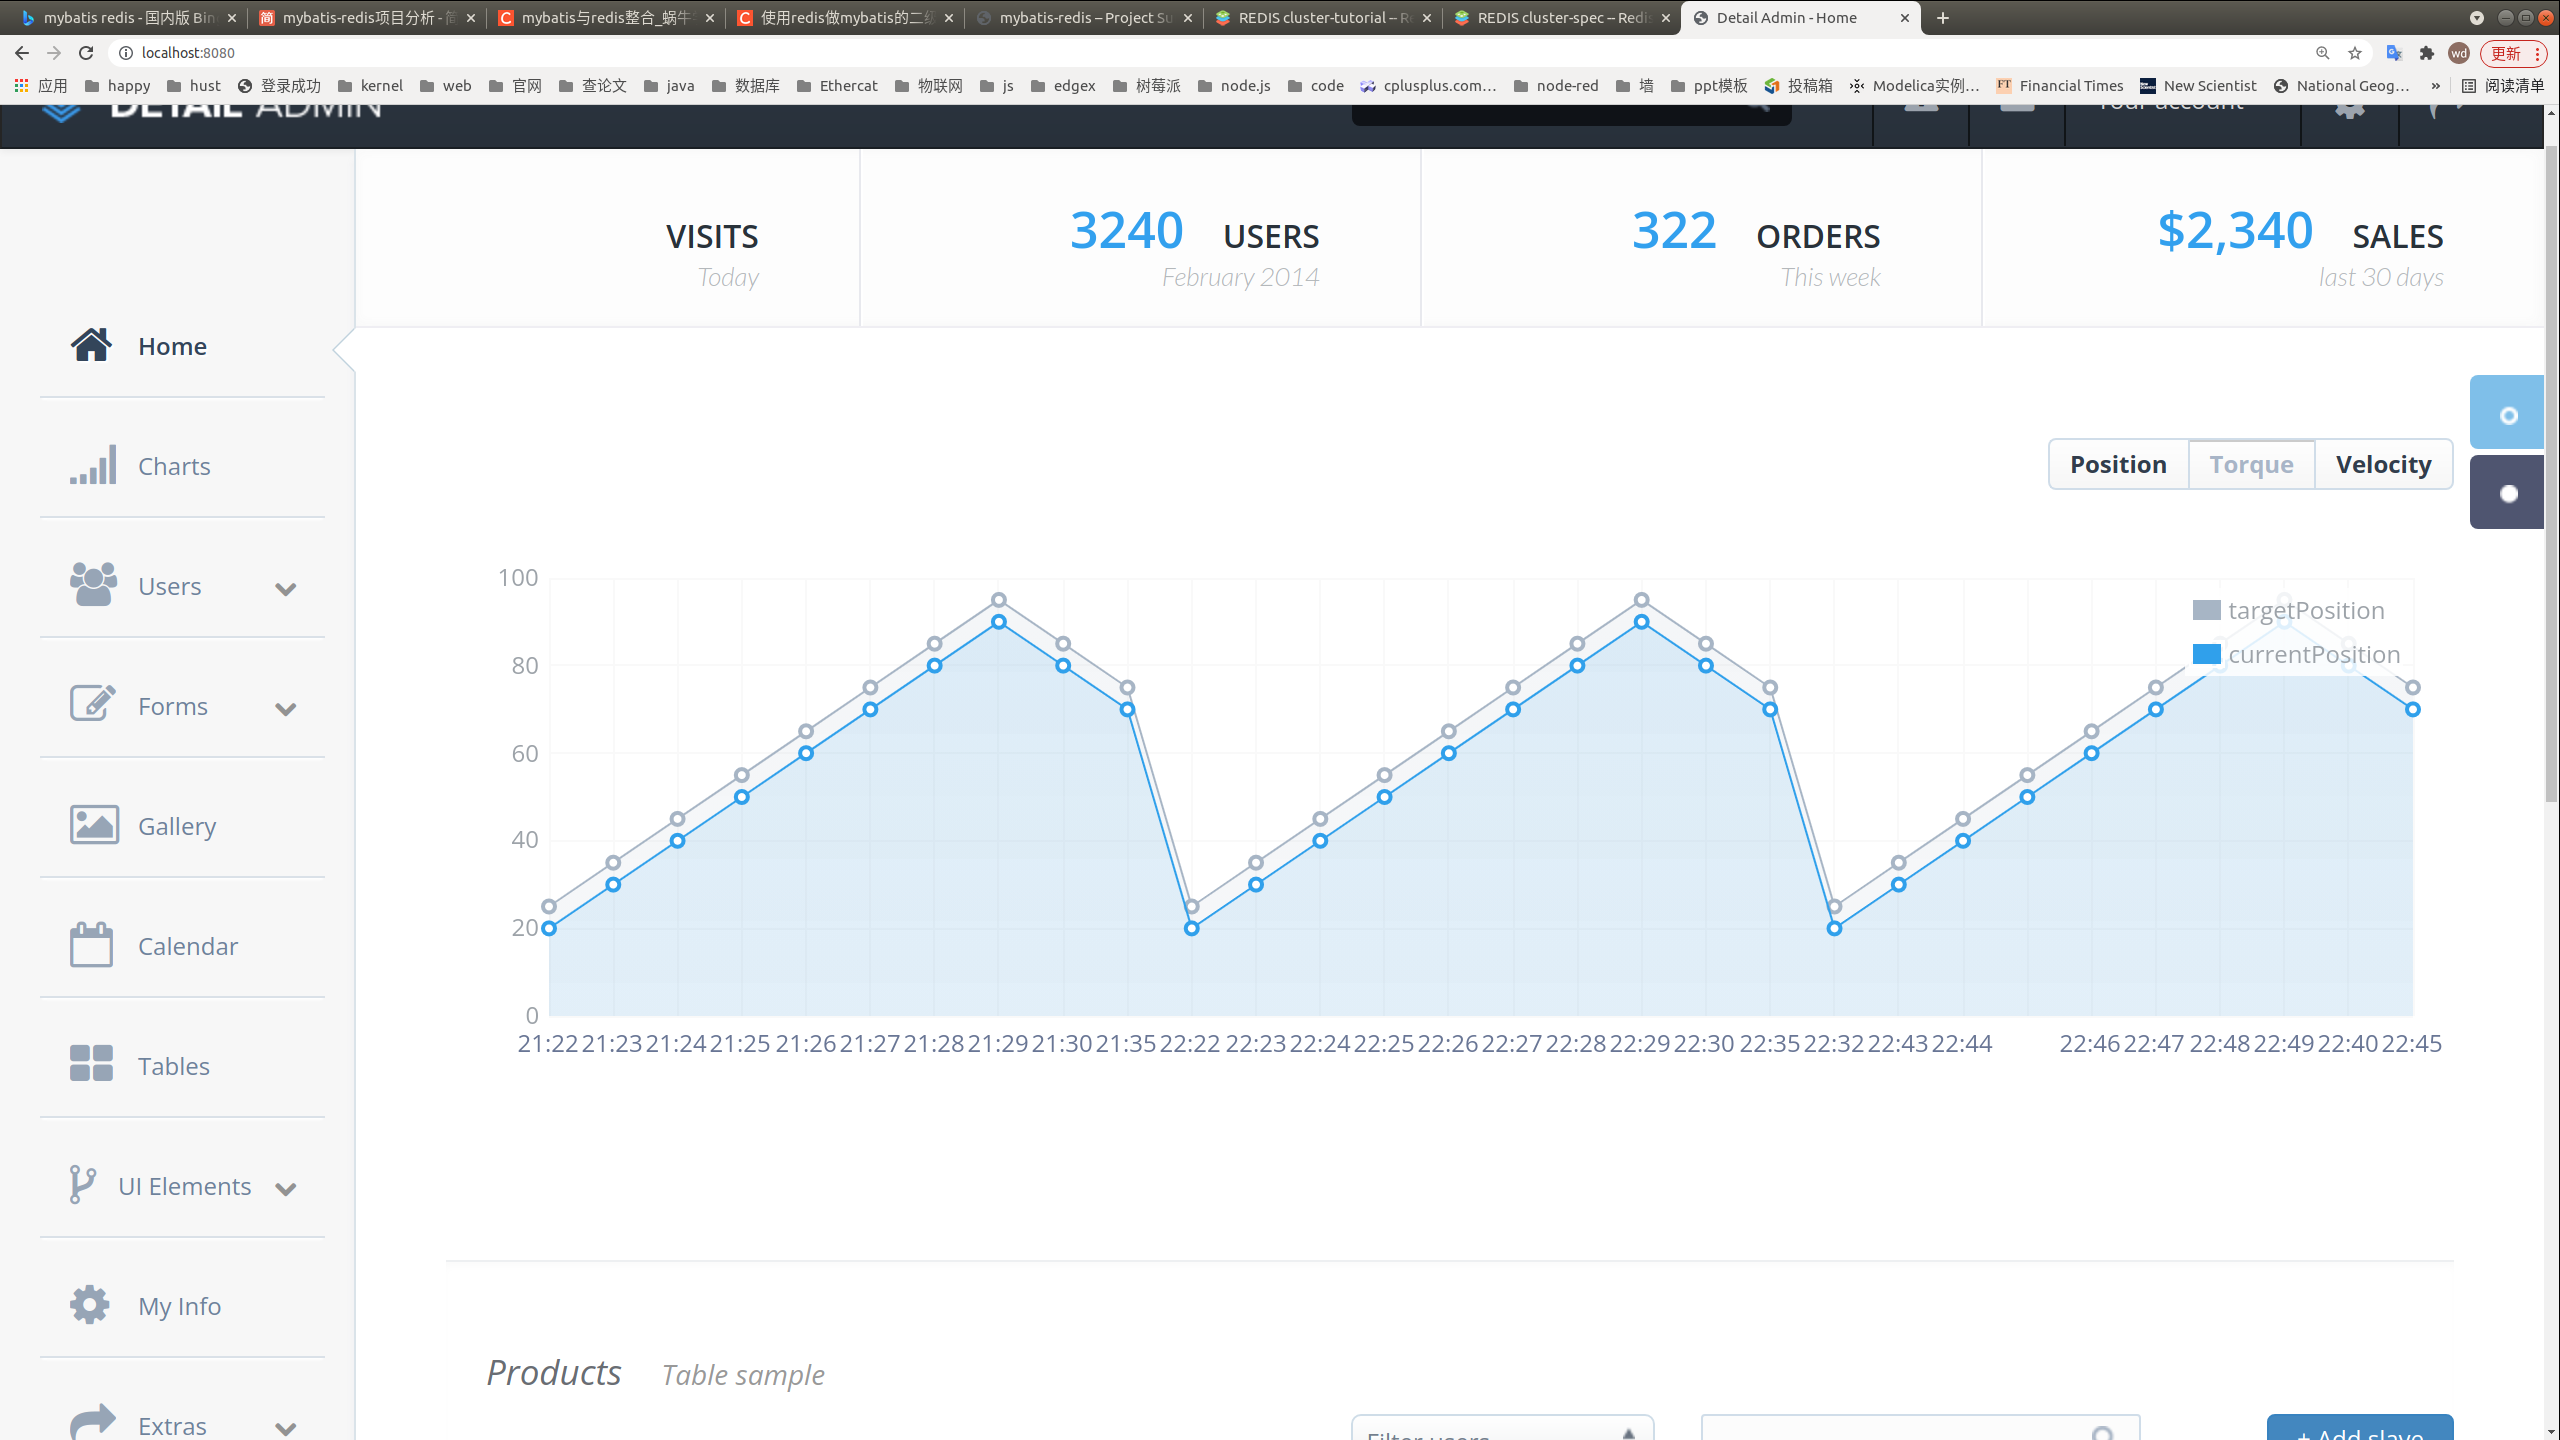 mybatis redis - 国内版 Bin
mybatis-redis项目分析 - 简
mybatis与redis整合_蜗牛
使用redis做mybatis的二级
mybatis-redis – Project Su
REDIS cluster-tutorial -- R
REDIS cluster-spec -- Redis
Detail Admin - Home
localhost:8080
wd
更新
应用
happy
hust
登录成功
kernel
web
官网
查论文
java
数据库
Ethercat
物联网
js
edgex
树莓派
node.js
code
cplusplus.com…
node-red
墙
ppt模板
投稿箱
Modelica实例…
Financial Times
New Scientist
National Geog…
»
阅读清单
DETAIL ADMIN
Your account
VISITS
Today
3240 USERS
February 2014
322 ORDERS
This week
$2,340 SALES
last 30 days
Home
Charts
Users
Forms
Gallery
Calendar
Tables
UI Elements
My Info
Extras
Position Torque Velocity
targetPosition
currentPosition
100
80
60
40
20
0
21:22 21:23 21:24 21:25 21:26 21:27 21:28 21:29 21:30 21:35 22:22 22:23 22:24 22:25 22:26 22:27 22:28 22:29 22:30 22:35 22:32 22:43 22:44 22:46 22:47 22:48 22:49 22:40 22:45
Products Table sample
Filter users
+ Add slave